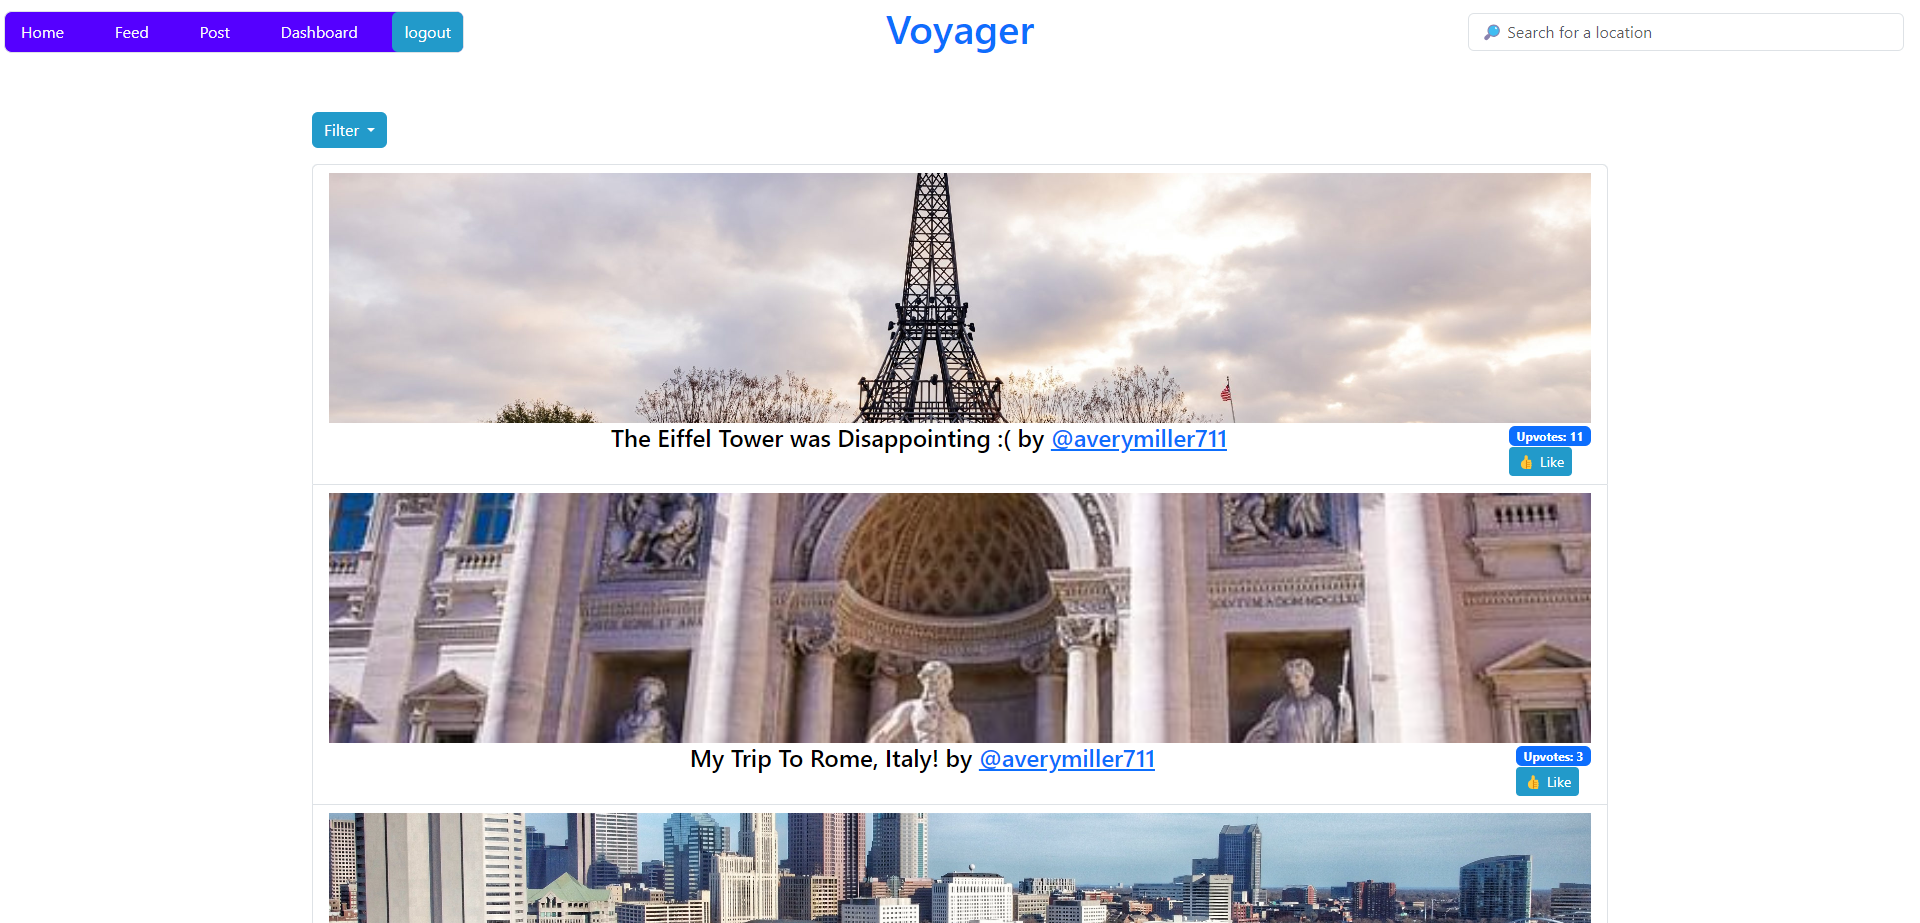 Home Feed Post Dashboard logout
Voyager
🔎 Search for a location
Filter
The Eiffel Tower was Disappointing :( by @averymiller711
Upvotes: 11
👍 Like
My Trip To Rome, Italy! by @averymiller711
Upvotes: 3
👍 Like